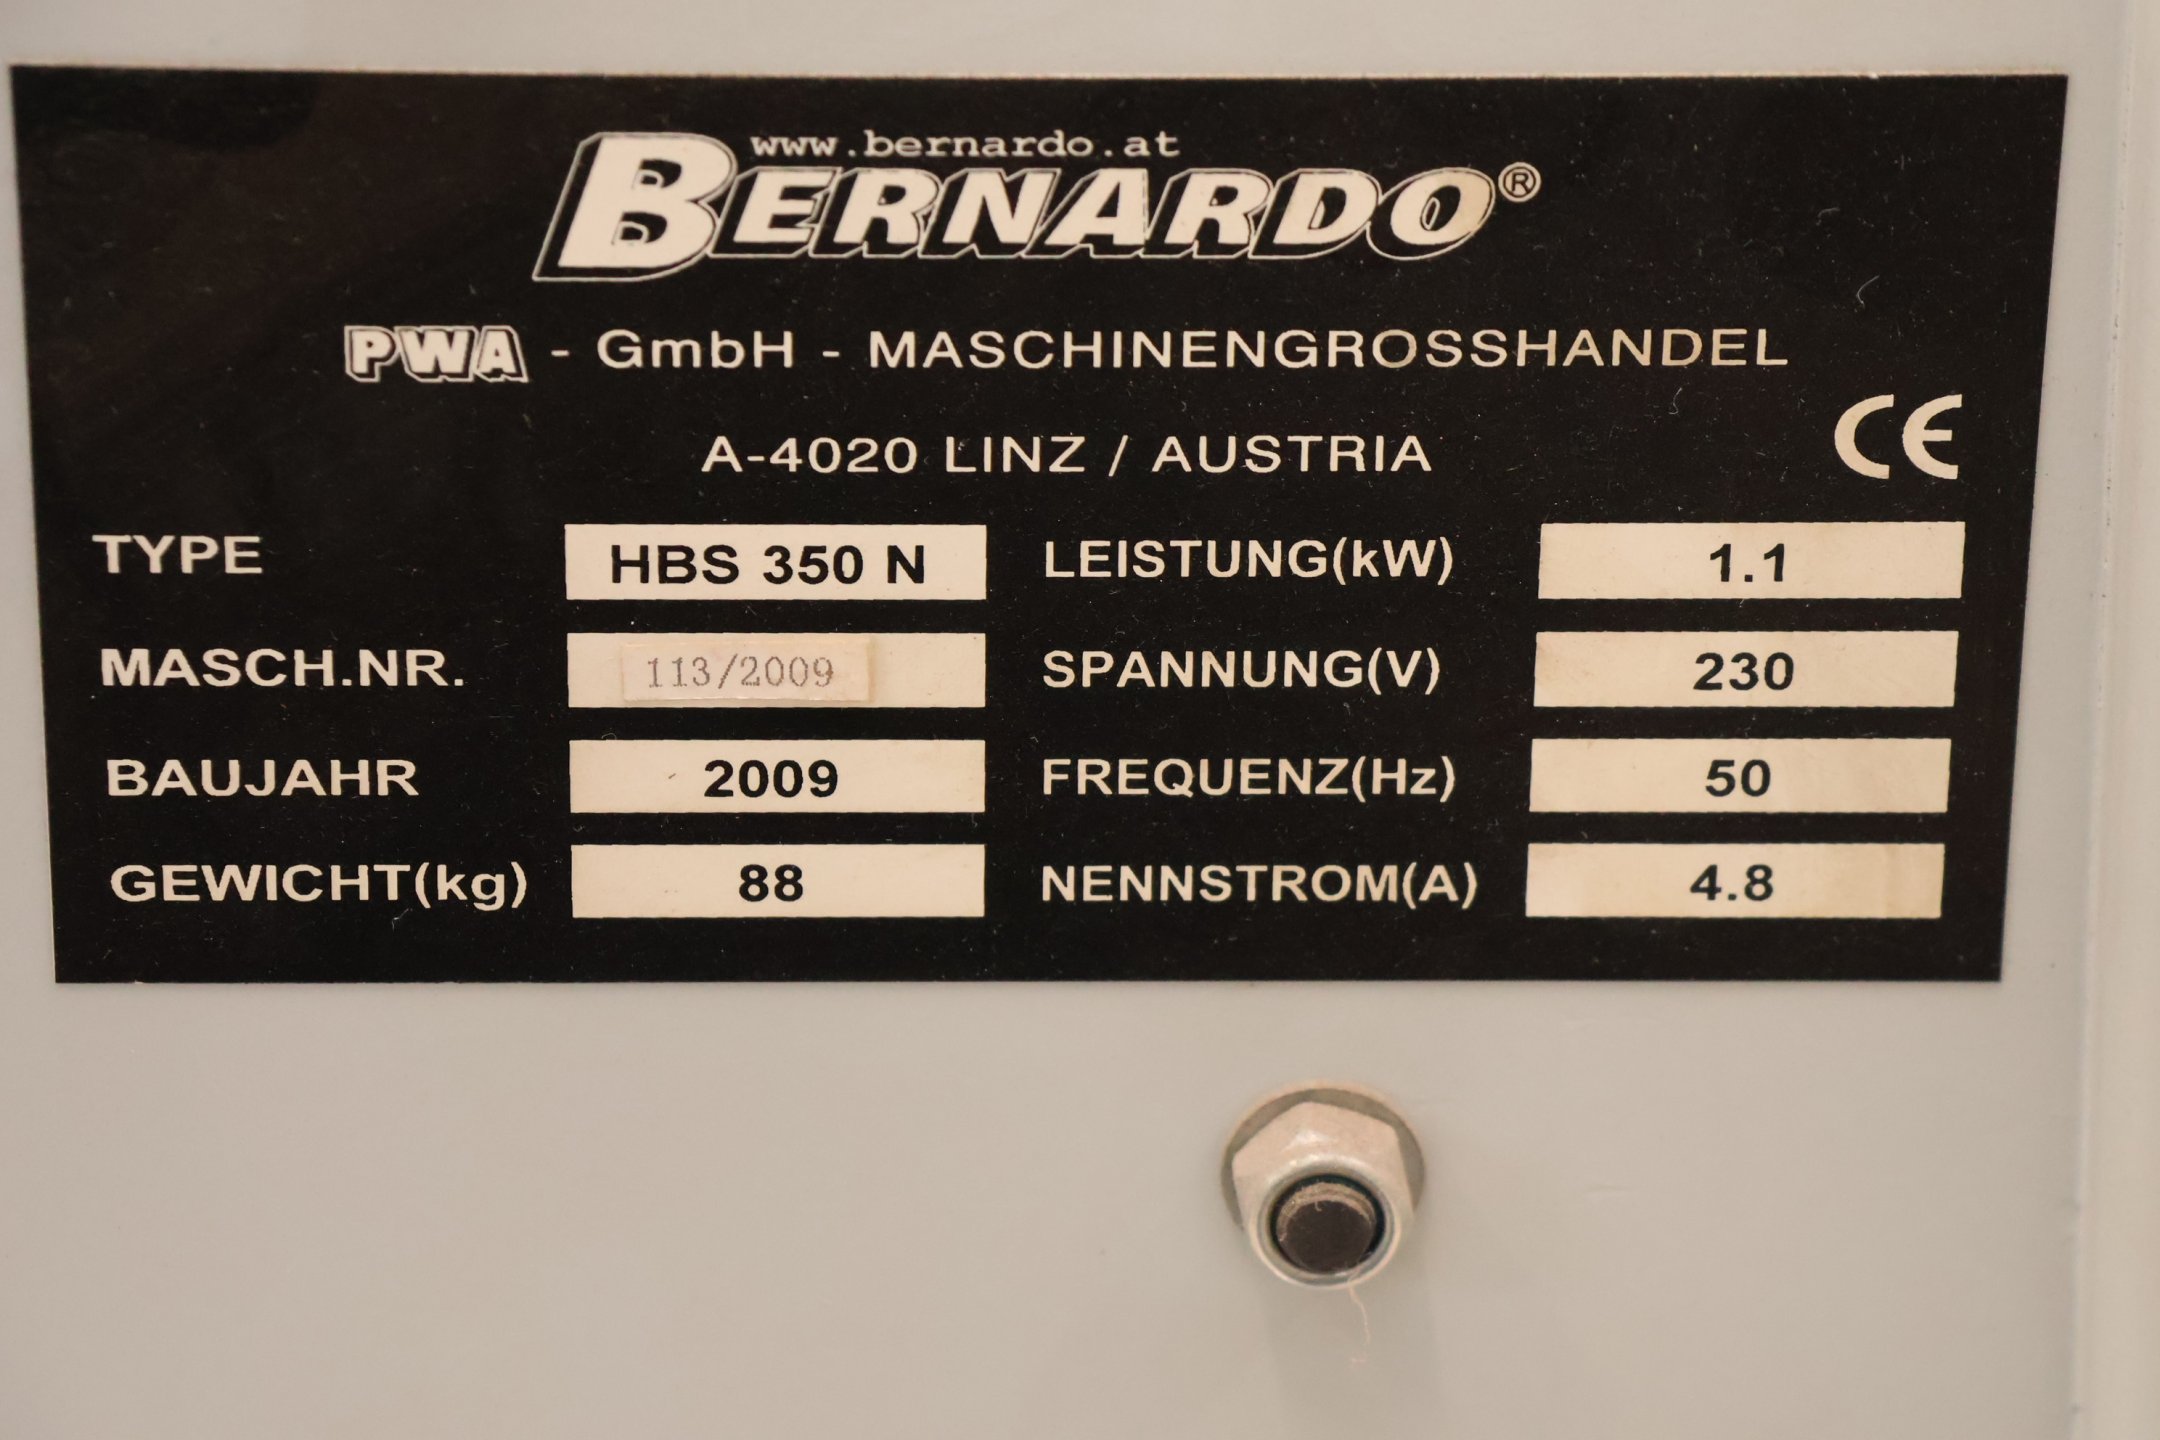 www.bernardo.at
BERNARDO®
PWA - GmbH - MASCHINENGROSSHANDEL
A-4020 LINZ / AUSTRIA
CE
TYPE HBS 350 N LEISTUNG(kW) 1.1
MASCH.NR. 113/2009 SPANNUNG(V) 230
BAUJAHR 2009 FREQUENZ(Hz) 50
GEWICHT(kg) 88 NENNSTROM(A) 4.8